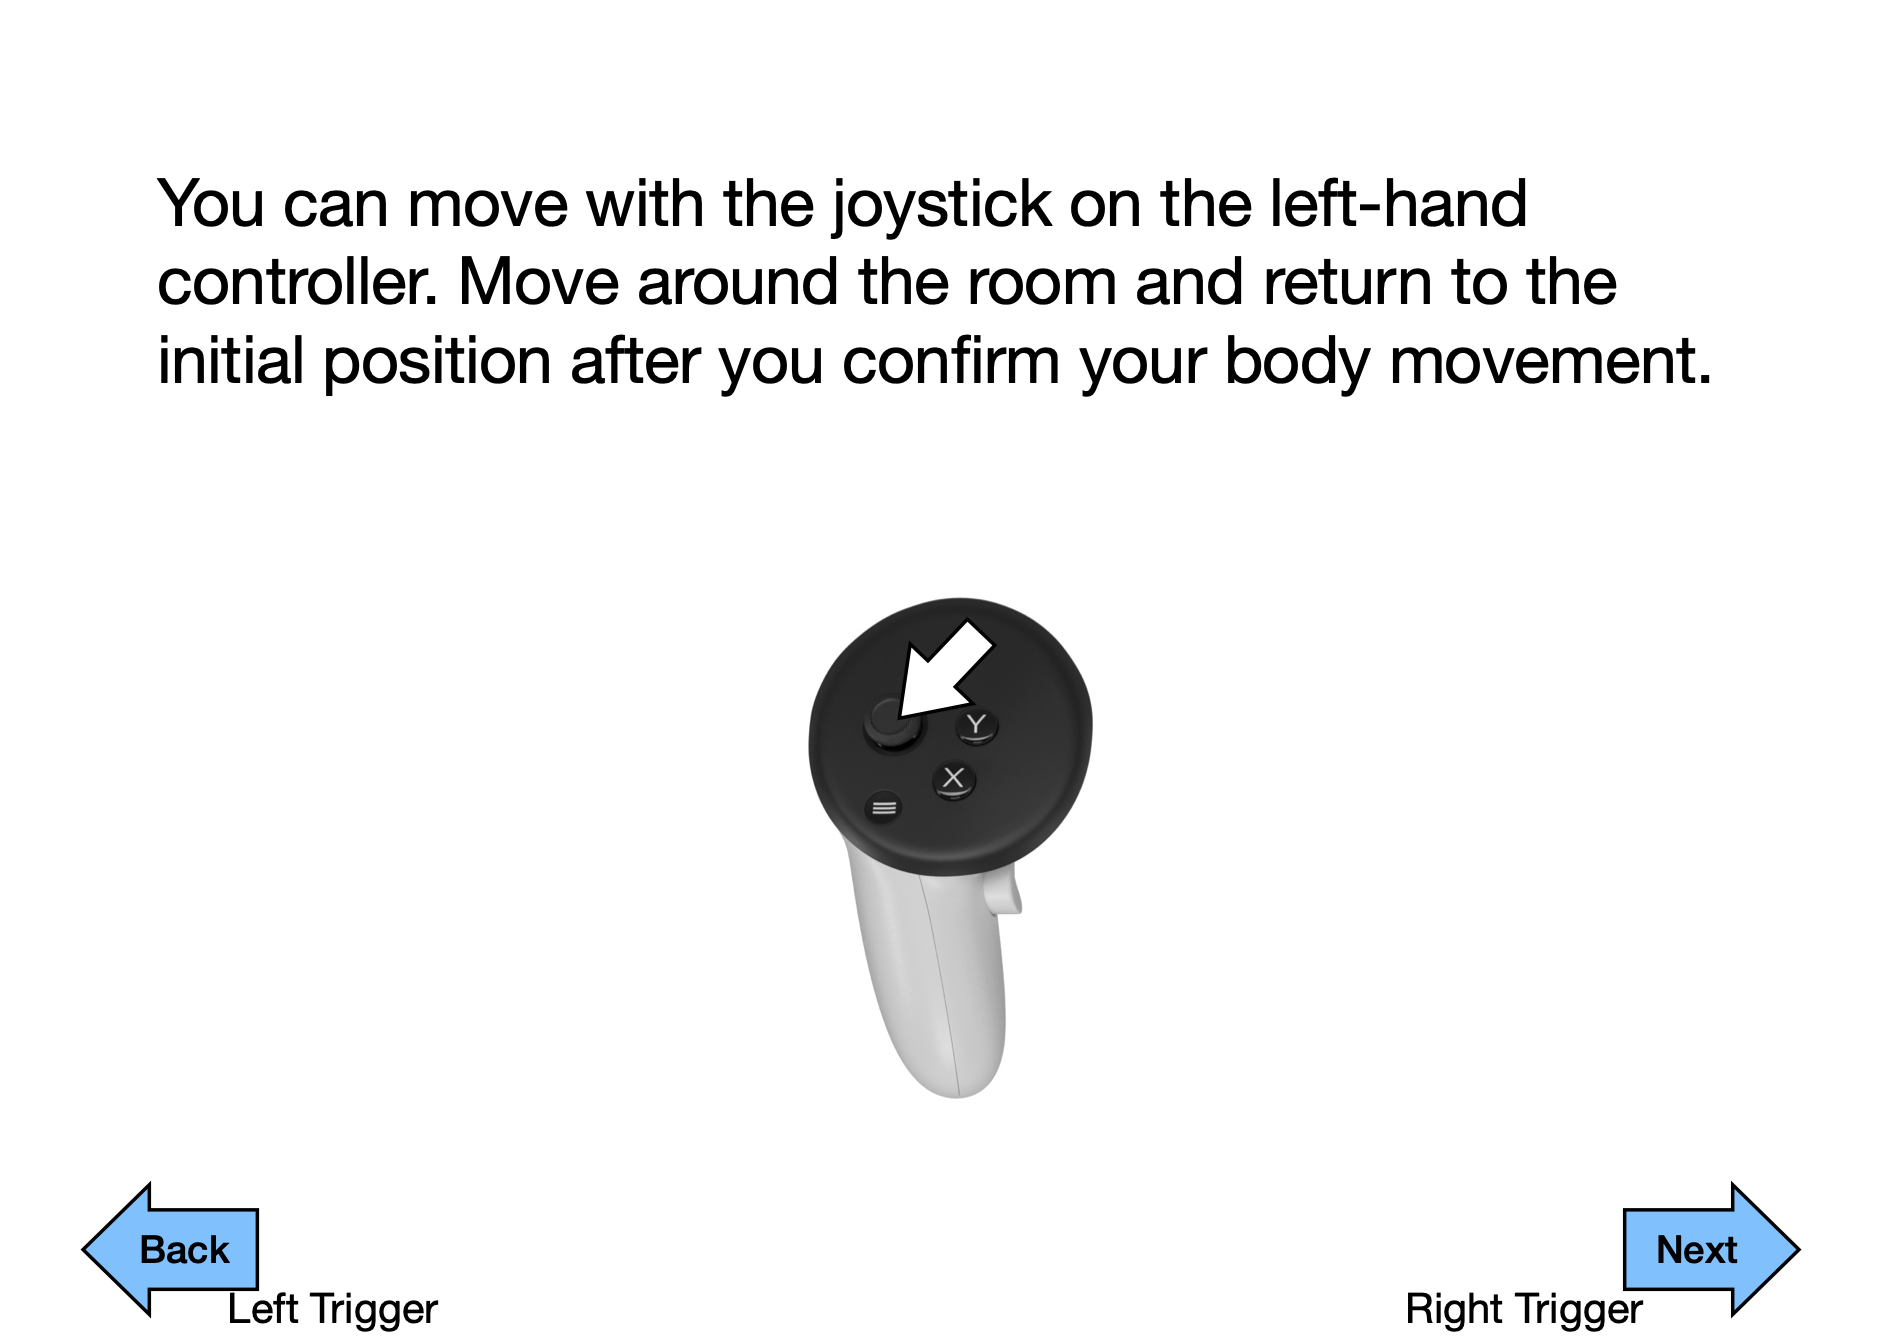 You can move with the joystick on the left-hand
controller. Move around the room and return to the
initial position after you confirm your body movement.
Y
X
Back
Next
Left Trigger
Right Trigger